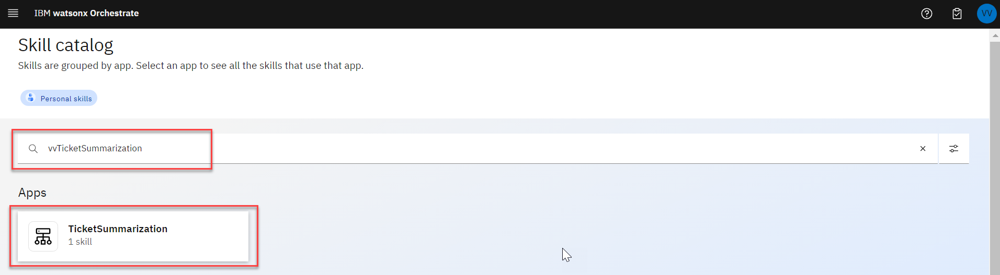 IBM watsonx Orchestrate
VV
Skill catalog
Skills are grouped by app. Select an app to see all the skills that use that app.
Personal skills
vvTicketSummarization
Apps
TicketSummarization
1 skill